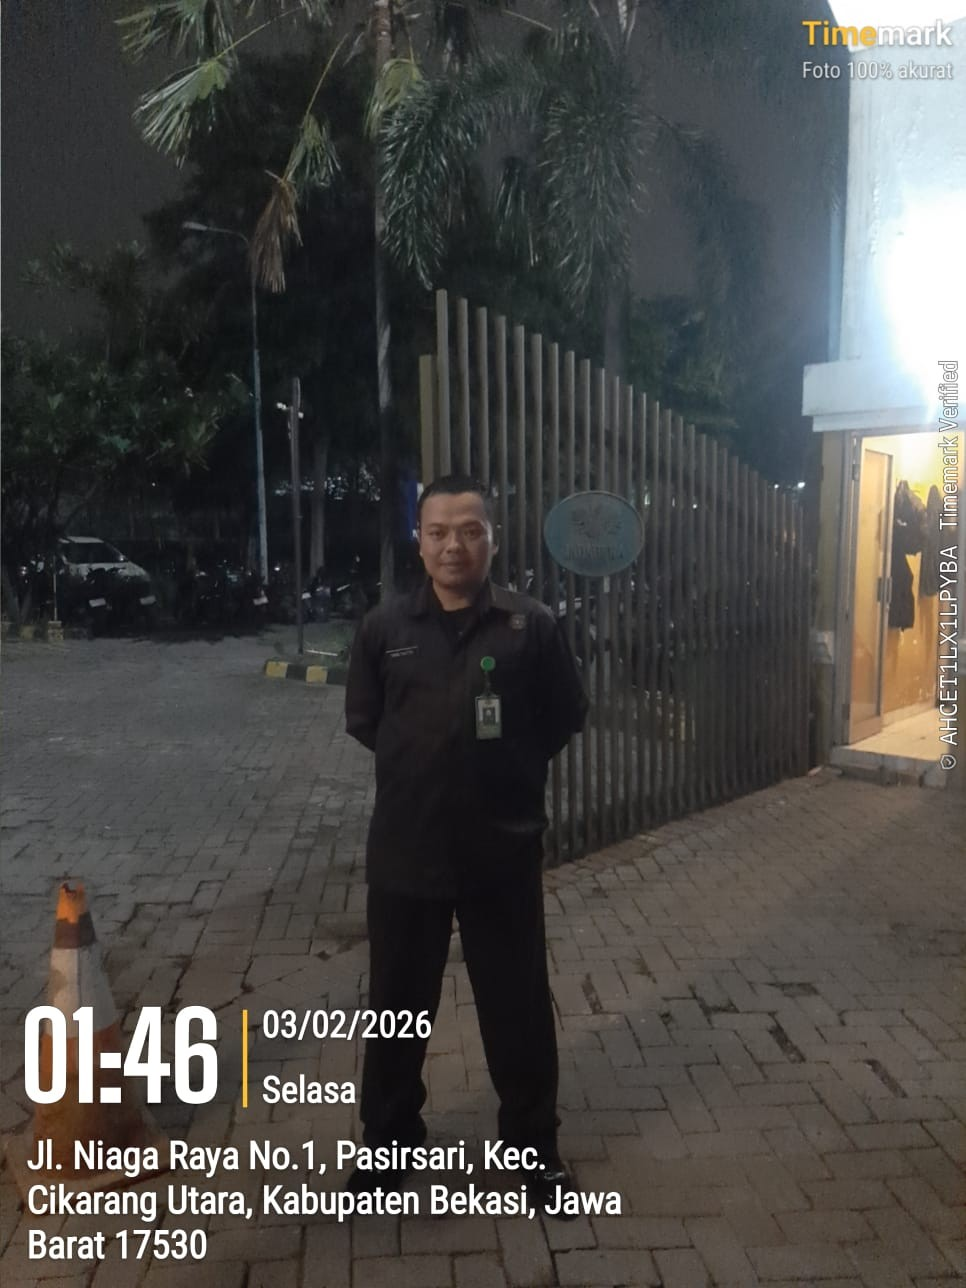 Timemark
Foto 100% akurat
AHCET1LX1LPYBA Timemark Verified
01:46
03/02/2026
Selasa
Jl. Niaga Raya No.1, Pasirsari, Kec.
Cikarang Utara, Kabupaten Bekasi, Jawa
Barat 17530